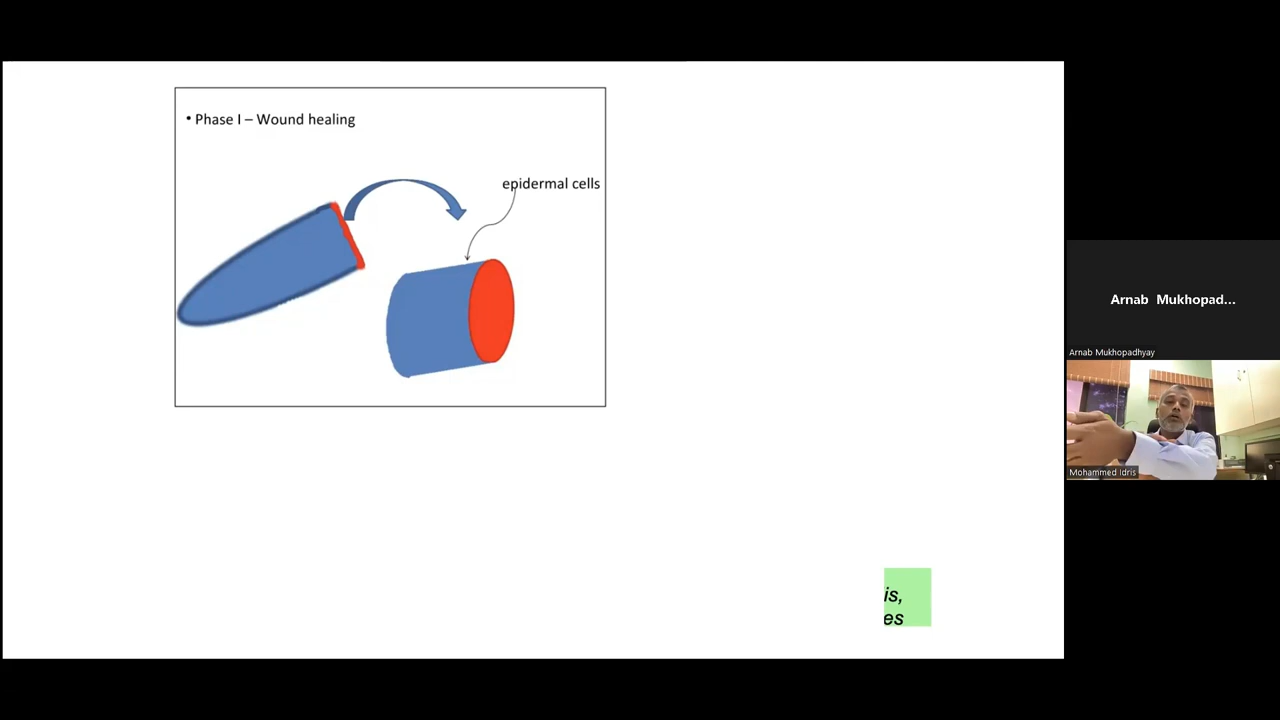 • Phase I – Wound healing
epidermal cells
is,
es
Arnab Mukhopad...
Arnab Mukhopadhyay
Mohammed Idris